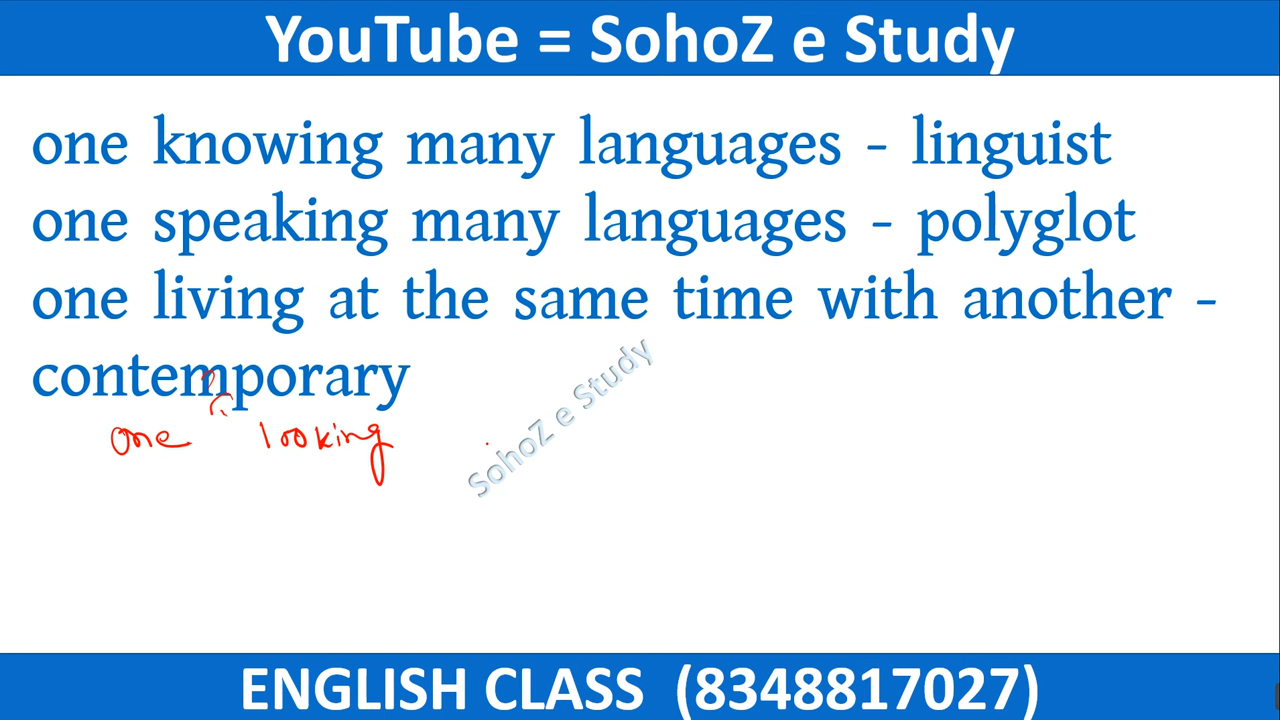 YouTube = SohoZ e Study
one knowing many languages - linguist
one speaking many languages - polyglot
one living at the same time with another -
contemporary
one looking
SohoZ e Study
ENGLISH CLASS (8348817027)